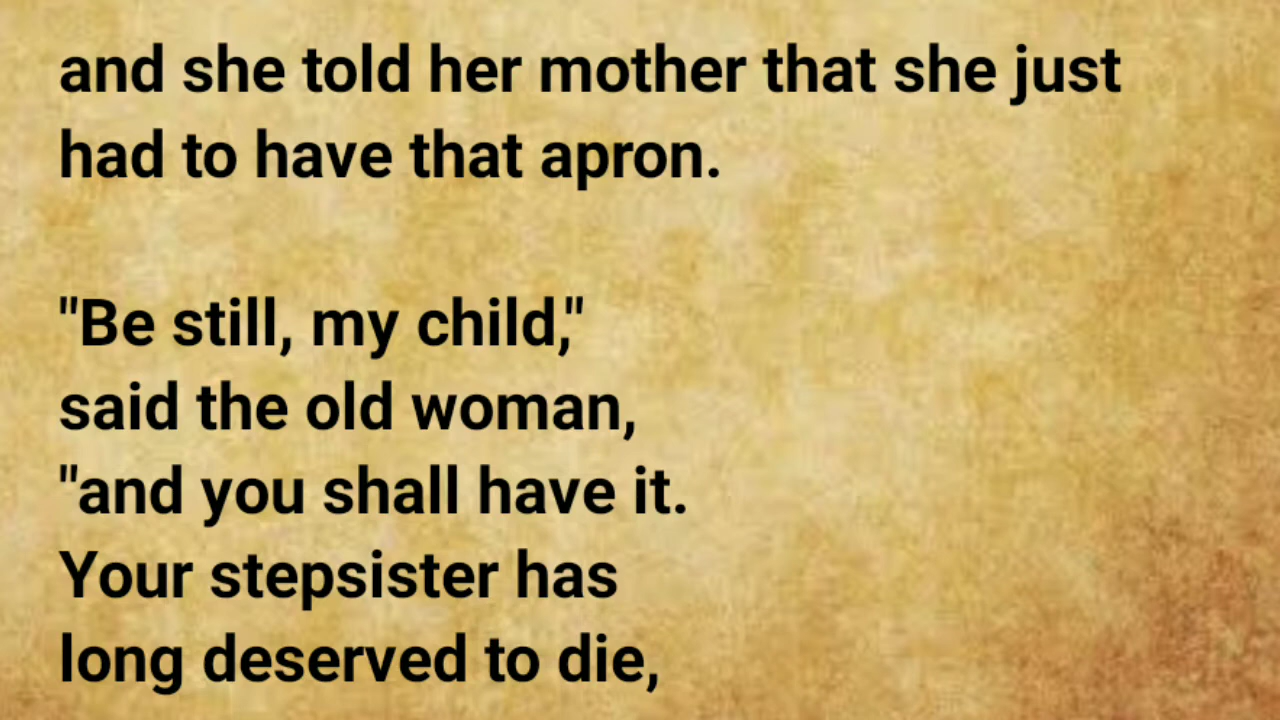 and she told her mother that she just
had to have that apron.
"Be still, my child,"
said the old woman,
"and you shall have it.
Your stepsister has
long deserved to die,